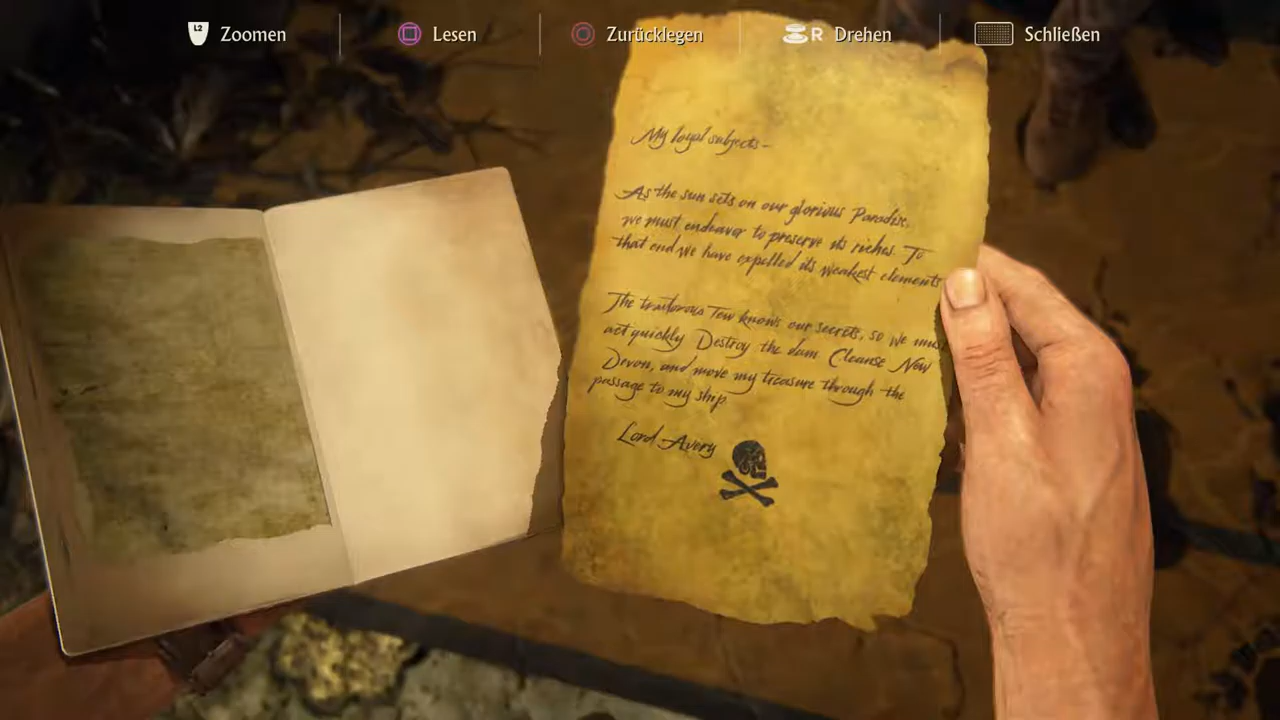 L2 Zoomen Lesen Zurücklegen R Drehen Schließen
My loyal subjects-
As the sun sets on our glorious Paradise,
we must endeavor to preserve its riches. To
that end we have expelled its weakest elements
The traitorous Tew knows our secrets, so we must
act quickly Destroy the dam. Cleanse New
Devon, and move my treasure through the
passage to my ship.
Lord Avery